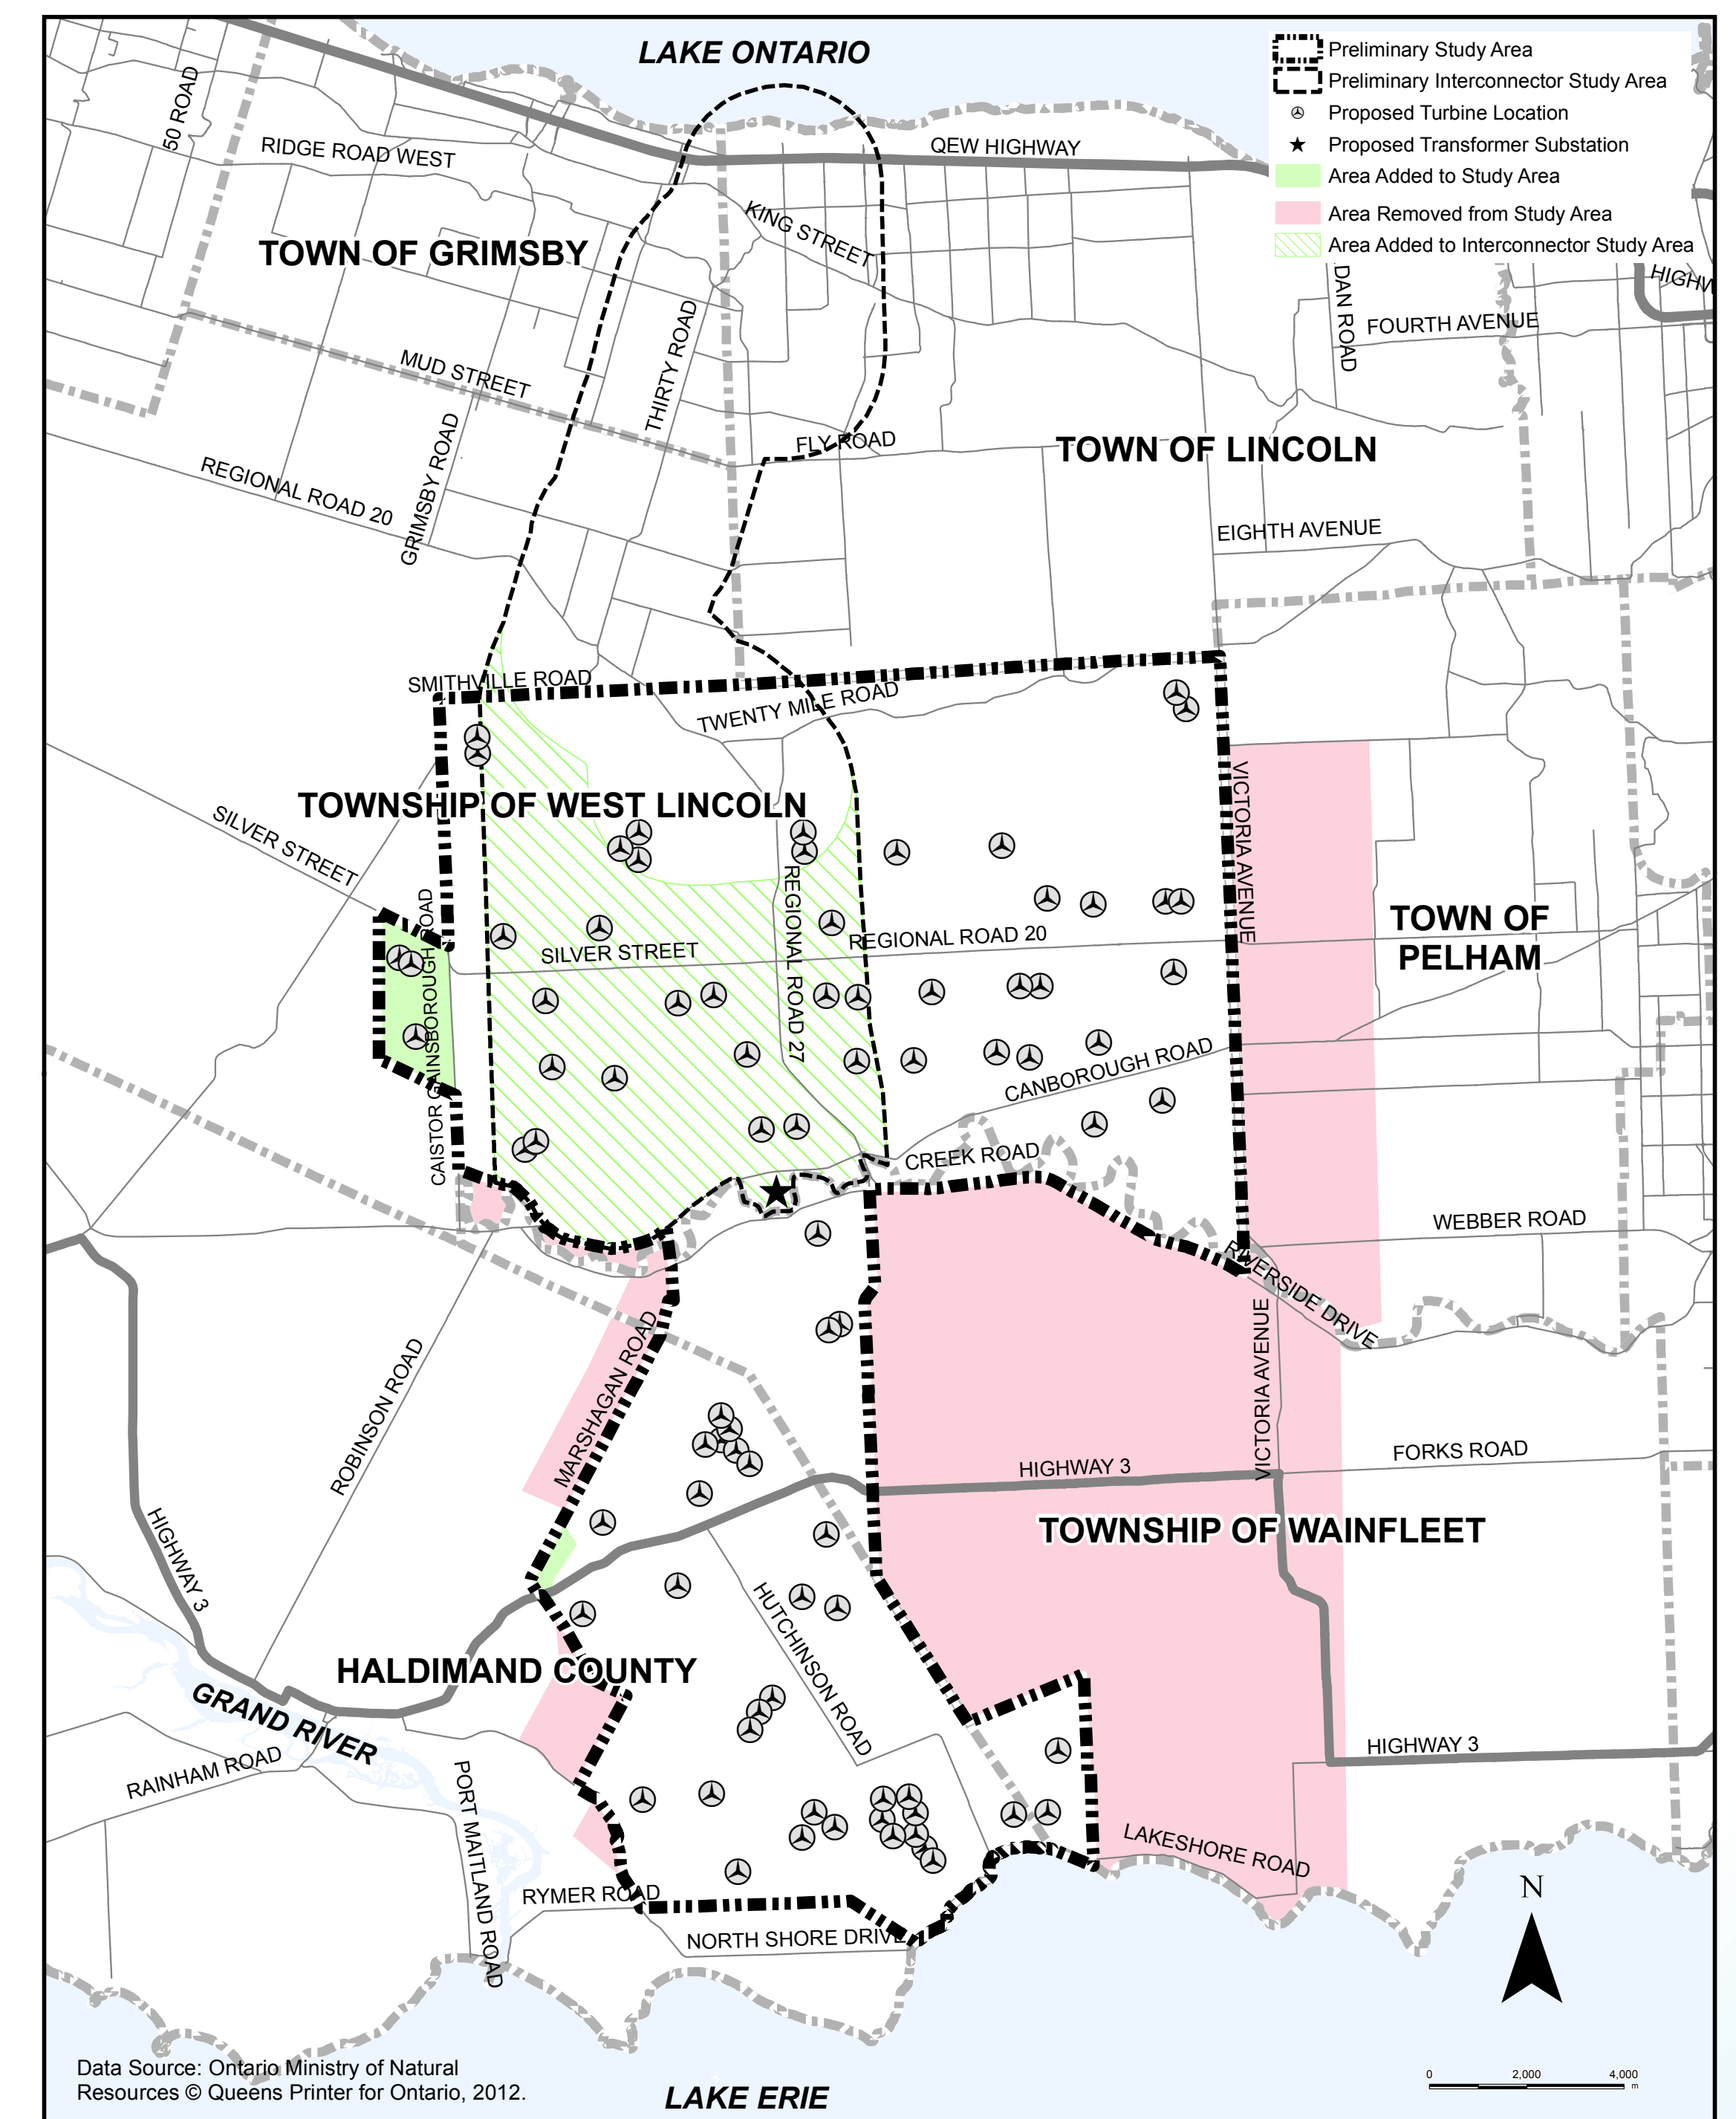 LAKE ONTARIO
Preliminary Study Area
Preliminary Interconnector Study Area
Proposed Turbine Location
Proposed Transformer Substation
Area Added to Study Area
Area Removed from Study Area
Area Added to Interconnector Study Area
50 ROAD
RIDGE ROAD WEST
QEW HIGHWAY
KING STREET
TOWN OF GRIMSBY
HIGHW
DAN ROAD
FOURTH AVENUE
MUD STREET
THIRTY ROAD
GRIMSBY ROAD
FLY ROAD
TOWN OF LINCOLN
REGIONAL ROAD 20
EIGHTH AVENUE
SMITHVILLE ROAD
TWENTY MILE ROAD
TOWNSHIP OF WEST LINCOLN
SILVER STREET
VICTORIA AVENUE
REGIONAL ROAD 27
CAISTOR GAINSBOROUGH ROAD
SILVER STREET
REGIONAL ROAD 20
TOWN OF
PELHAM
CANBOROUGH ROAD
CREEK ROAD
WEBBER ROAD
RIVERSIDE DRIVE
MARSHAGAN ROAD
ROBINSON ROAD
VICTORIA AVENUE
HIGHWAY 3
FORKS ROAD
TOWNSHIP OF WAINFLEET
HIGHWAY 3
HUTCHINSON ROAD
HALDIMAND COUNTY
GRAND RIVER
RAINHAM ROAD
PORT MAITLAND ROAD
HIGHWAY 3
LAKESHORE ROAD
RYMER ROAD
NORTH SHORE DRIVE
N
Data Source: Ontario Ministry of Natural
Resources © Queens Printer for Ontario, 2012.
LAKE ERIE
0 2,000 4,000
m